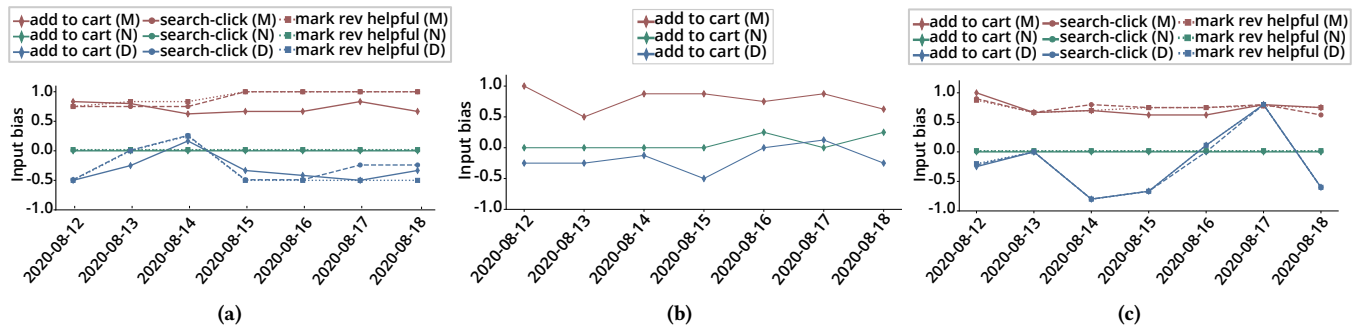 add to cart (M) search-click (M) mark rev helpful (M)
add to cart (N) search-click (N) mark rev helpful (N)
add to cart (D) search-click (D) mark rev helpful (D)
1.0
0.5
0.0
-0.5
-1.0
Input bias
2020-08-12
2020-08-13
2020-08-14
2020-08-15
2020-08-16
2020-08-17
2020-08-18
(a)
add to cart (M)
add to cart (N)
add to cart (D)
1.0
0.5
0.0
-0.5
-1.0
Input bias
2020-08-12
2020-08-13
2020-08-14
2020-08-15
2020-08-16
2020-08-17
2020-08-18
(b)
add to cart (M) search-click (M) mark rev helpful (M)
add to cart (N) search-click (N) mark rev helpful (N)
add to cart (D) search-click (D) mark rev helpful (D)
1.0
0.5
0.0
-0.5
-1.0
Input bias
2020-08-12
2020-08-13
2020-08-14
2020-08-15
2020-08-16
2020-08-17
2020-08-18
(c)